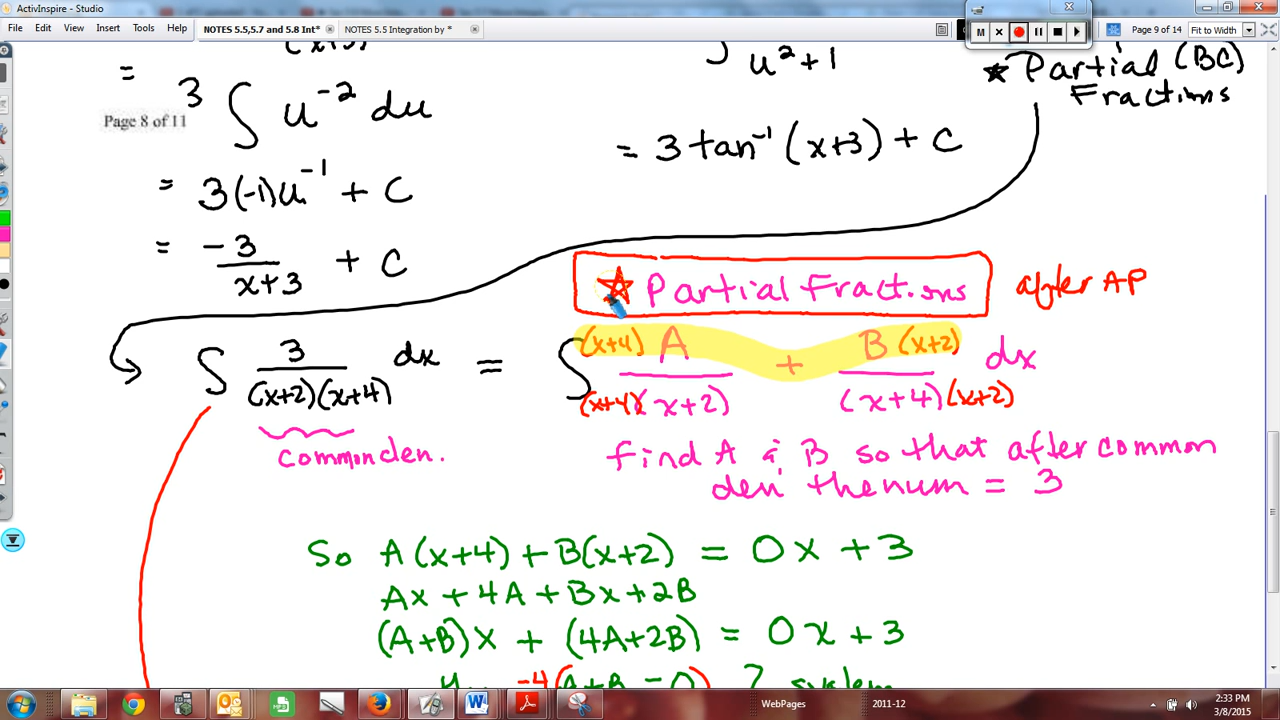 ActivInspire - Studio
File Edit View Insert Tools Help NOTES 5.5,5.7 and 5.8 Int* NOTES 5.5 Integration by * Page 9 of 14 Fit to Width
M
= 3 ∫ u⁻² du
∫ u² + 1
★ Partial (BC)
Fractions
Page 8 of 11
= 3 tan⁻¹ (x+3) + C
= 3(-1)u⁻¹ + C
= -3/(x+3) + C
★ Partial Fractions after AP
∫ 3/((x+2)(x+4)) dx = ∫ (x+4) A/((x+4)(x+2)) + B (x+2)/((x+4)(x+2)) dx
common den.
find A & B so that after common
den the num = 3
So A(x+4) + B(x+2) = 0x + 3
Ax + 4A + Bx + 2B
(A+B)x + (4A+2B) = 0x + 3
-4(A+B = 0) system
WebPages 2011-12 2:33 PM
3/8/2015